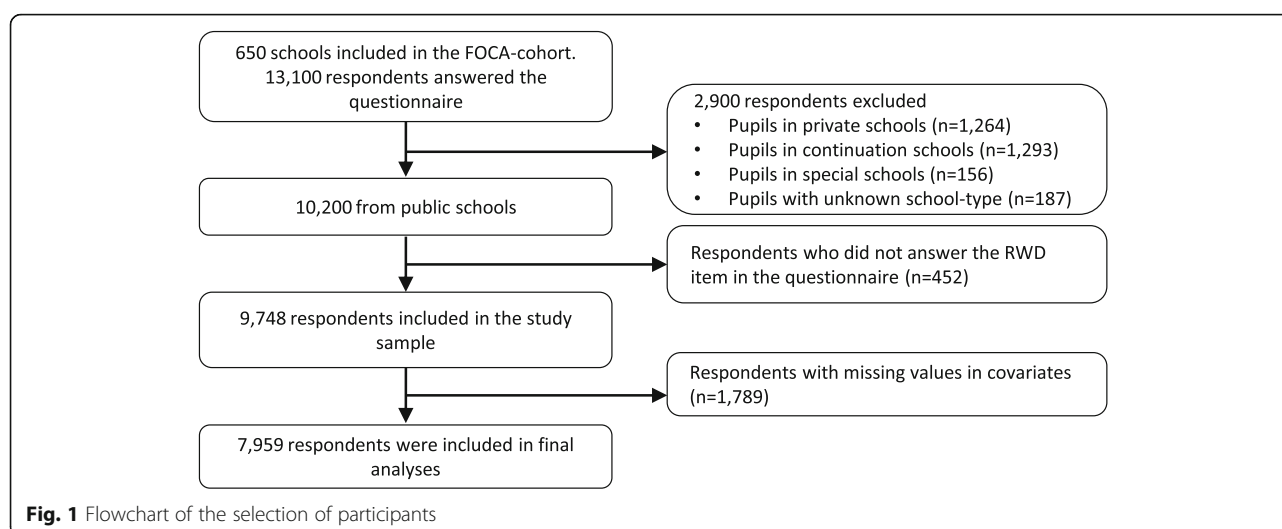 650 schools included in the FOCA-cohort.
13,100 respondents answered the
questionnaire
2,900 respondents excluded
• Pupils in private schools (n=1,264)
• Pupils in continuation schools (n=1,293)
• Pupils in special schools (n=156)
• Pupils with unknown school-type (n=187)
10,200 from public schools
Respondents who did not answer the RWD
item in the questionnaire (n=452)
9,748 respondents included in the study
sample
Respondents with missing values in covariates
(n=1,789)
7,959 respondents were included in final
analyses
Fig. 1 Flowchart of the selection of participants